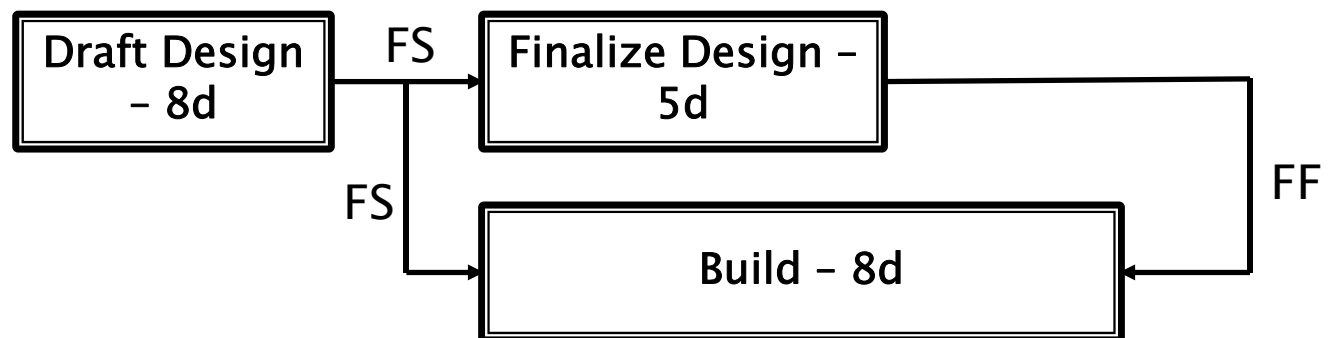 Draft Design
– 8d
FS
Finalize Design –
5d
FS
FF
Build – 8d